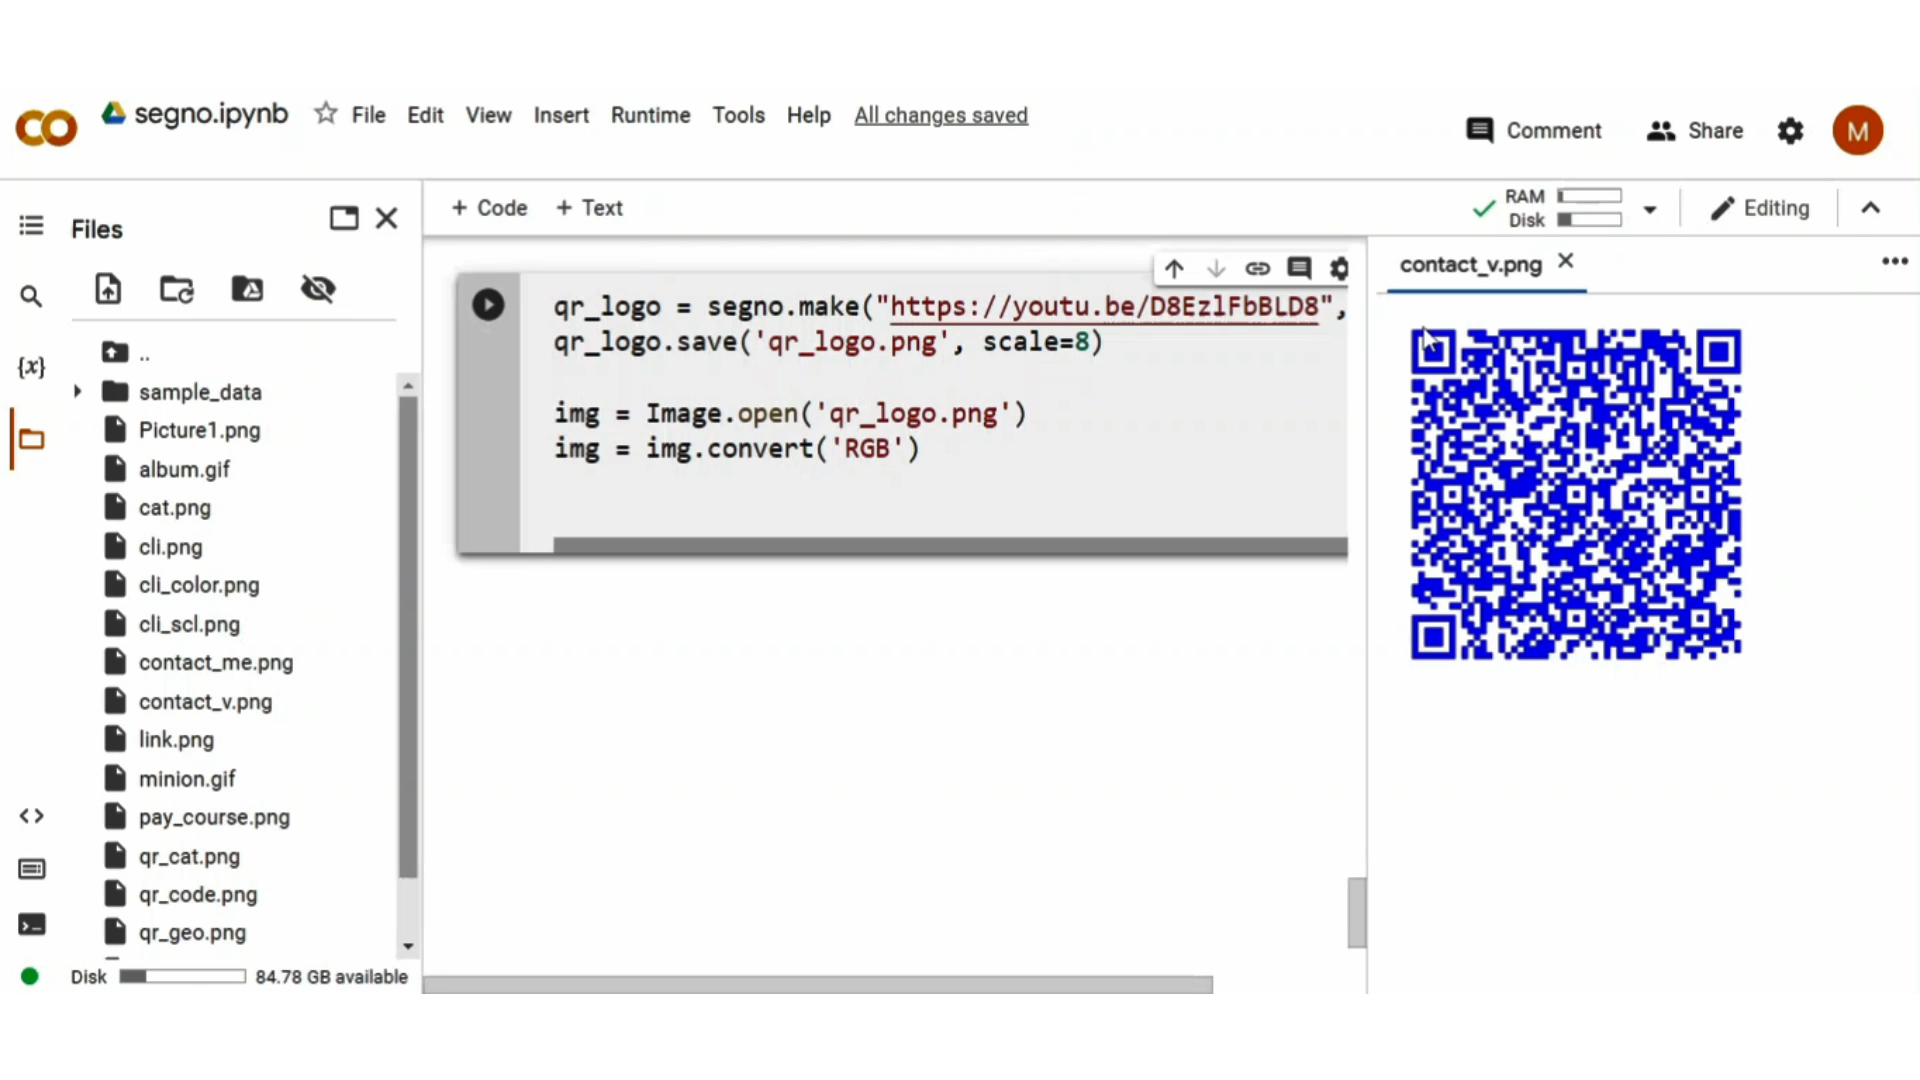 segno.ipynb
File Edit View Insert Runtime Tools Help All changes saved
Comment
Share
M
Files
+ Code
+ Text
RAM
Disk
Editing
{x}
..
sample_data
Picture1.png
album.gif
cat.png
cli.png
cli_color.png
cli_scl.png
contact_me.png
contact_v.png
link.png
minion.gif
pay_course.png
qr_cat.png
qr_code.png
qr_geo.png
Disk
84.78 GB available
qr_logo = segno.make("https://youtu.be/D8EzlFbBLD8",
qr_logo.save('qr_logo.png', scale=8)
img = Image.open('qr_logo.png')
img = img.convert('RGB')
contact_v.png